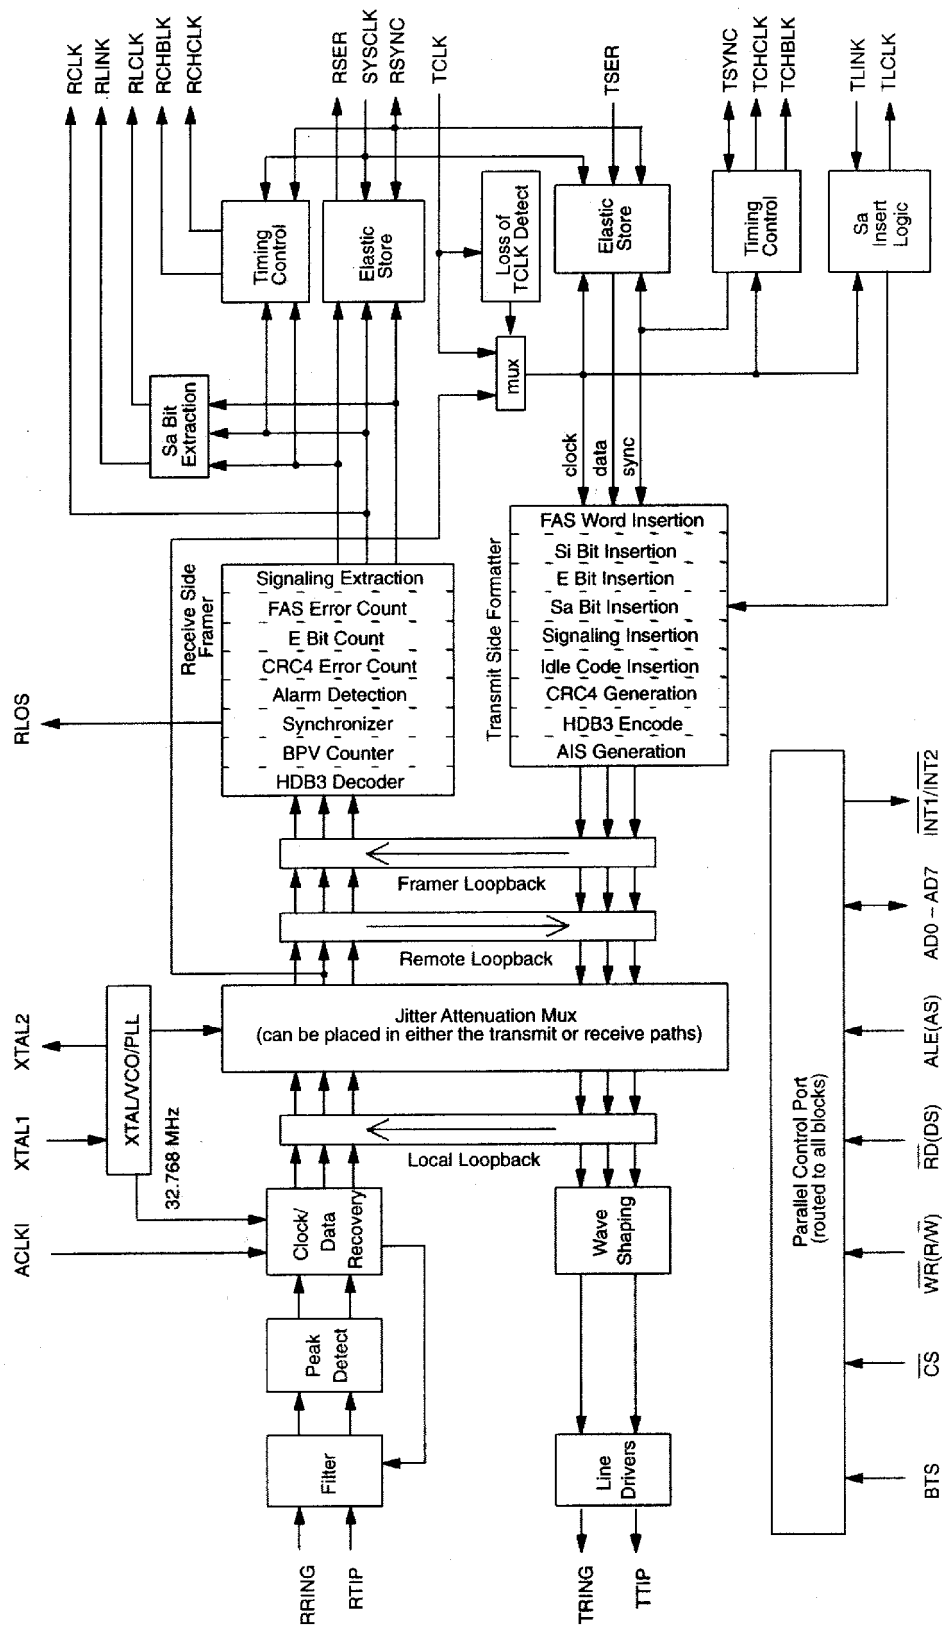 RCLK
RLINK
RLCLK
RCHBLK
RCHCLK
RSER
SYSCLK
RSYNC
TCLK
TSER
TSYNC
TCHCLK
TCHBLK
TLINK
TLCLK
Timing
Control
Elastic
Store
Loss of
TCLK Detect
Elastic
Store
Timing
Control
Sa
Insert
Logic
Sa Bit
Extraction
mux
clock
data
sync
RLOS
Receive Side
Framer
Signaling Extraction
FAS Error Count
E Bit Count
CRC4 Error Count
Alarm Detection
Synchronizer
BPV Counter
HDB3 Decoder
Transmit Side Formatter
FAS Word Insertion
Si Bit Insertion
E Bit Insertion
Sa Bit Insertion
Signaling Insertion
Idle Code Insertion
CRC4 Generation
HDB3 Encode
AIS Generation
Framer Loopback
Remote Loopback
Jitter Attenuation Mux
(can be placed in either the transmit or receive paths)
Local Loopback
XTAL2
XTAL1
ACLKI
XTAL/VCO/PLL
32.768 MHz
Clock/
Data
Recovery
Peak
Detect
Filter
RRING
RTIP
Wave
Shaping
Line
Drivers
TRING
TTIP
Parallel Control Port
(routed to all blocks)
INT1/INT2
AD0 – AD7
ALE(AS)
RD(DS)
WR(R/W)
CS
BTS